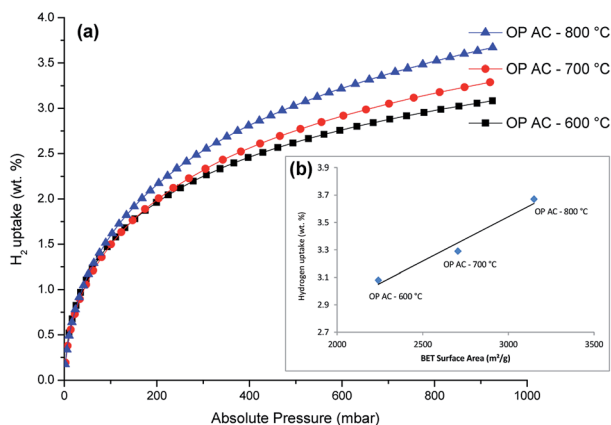 (a)
OP AC - 800 °C
OP AC - 700 °C
OP AC - 600 °C
4.0
3.5
3.0
2.5
2.0
1.5
1.0
0.5
0.0
H₂ uptake (wt. %)
0
200
400
600
800
1000
Absolute Pressure (mbar)
(b)
3.9
3.7
3.5
3.3
3.1
2.9
2.7
Hydrogen uptake (wt. %)
OP AC - 800 °C
OP AC - 700 °C
OP AC - 600 °C
2000
2500
3000
3500
BET Surface Area (m²/g)